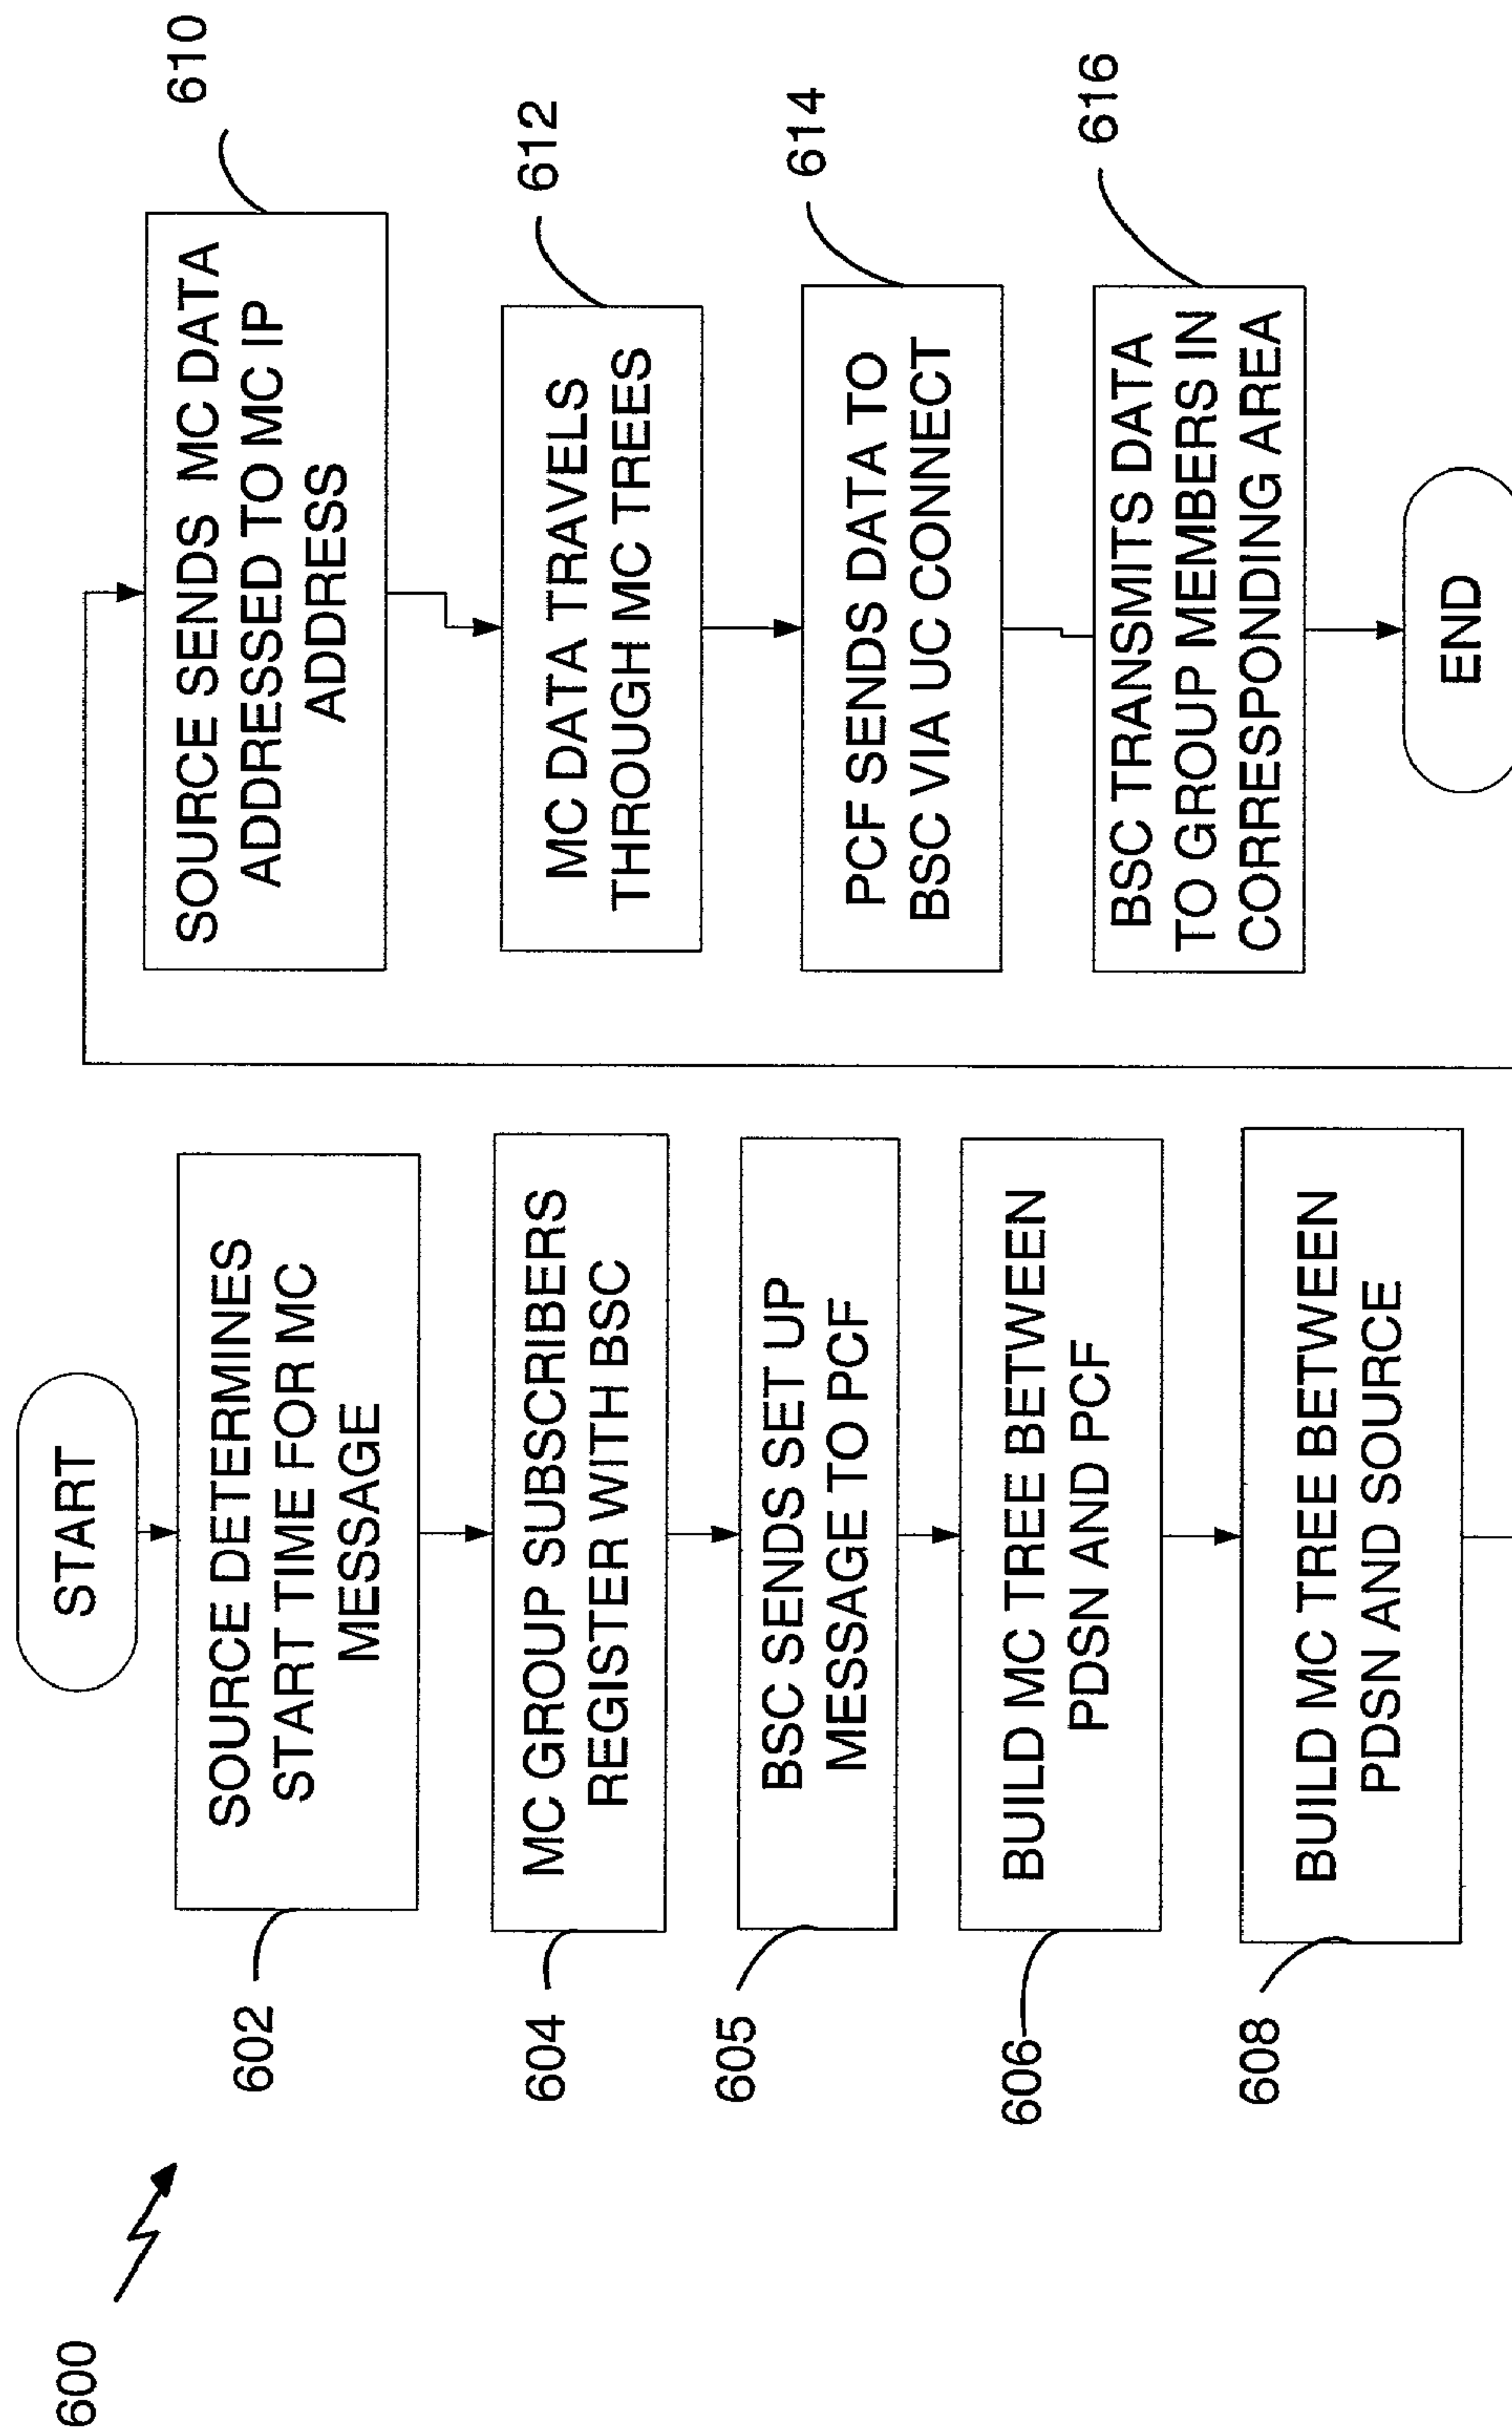 600
START
602
SOURCE DETERMINES
START TIME FOR MC
MESSAGE
604
MC GROUP SUBSCRIBERS
REGISTER WITH BSC
605
BSC SENDS SET UP
MESSAGE TO PCF
606
BUILD MC TREE BETWEEN
PDSN AND PCF
608
BUILD MC TREE BETWEEN
PDSN AND SOURCE
610
SOURCE SENDS MC DATA
ADDRESSED TO MC IP
ADDRESS
612
MC DATA TRAVELS
THROUGH MC TREES
614
PCF SENDS DATA TO
BSC VIA UC CONNECT
616
BSC TRANSMITS DATA
TO GROUP MEMBERS IN
CORRESPONDING AREA
END